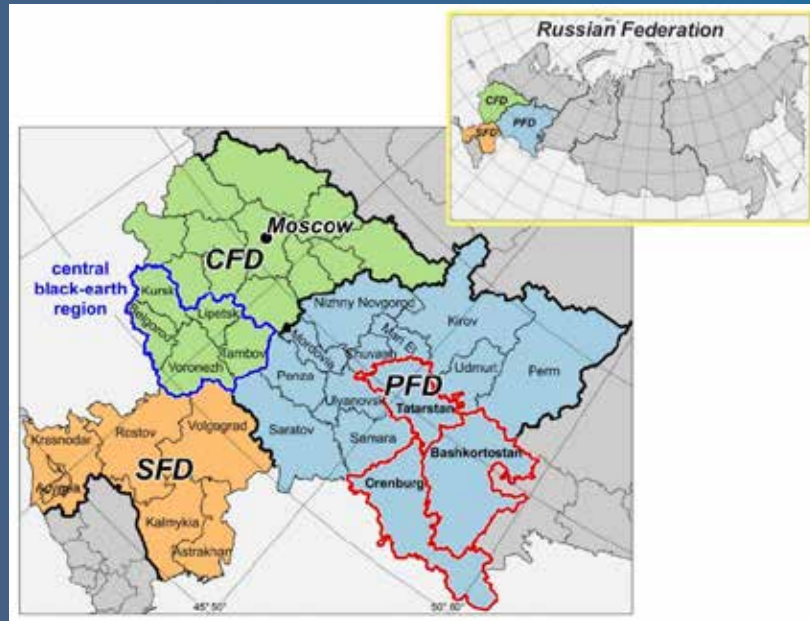 Russian Federation
CFD
SFD
PFD
Moscow
CFD
central
black-earth
region
Kursk
Lipetsk
Belgorod
Tambov
Voronezh
Nizhny Novgorod
Kirov
Mari El
Mordovia
Chuvash
Udmurt
Perm
Penza
PFD
Ulyanovsk
Tatarstan
Saratov
Samara
Bashkortostan
Orenburg
Krasnodar
Rostov
Volgograd
Adygea
SFD
Kalmykia
Astrakhan
45° 50°
50° 60°